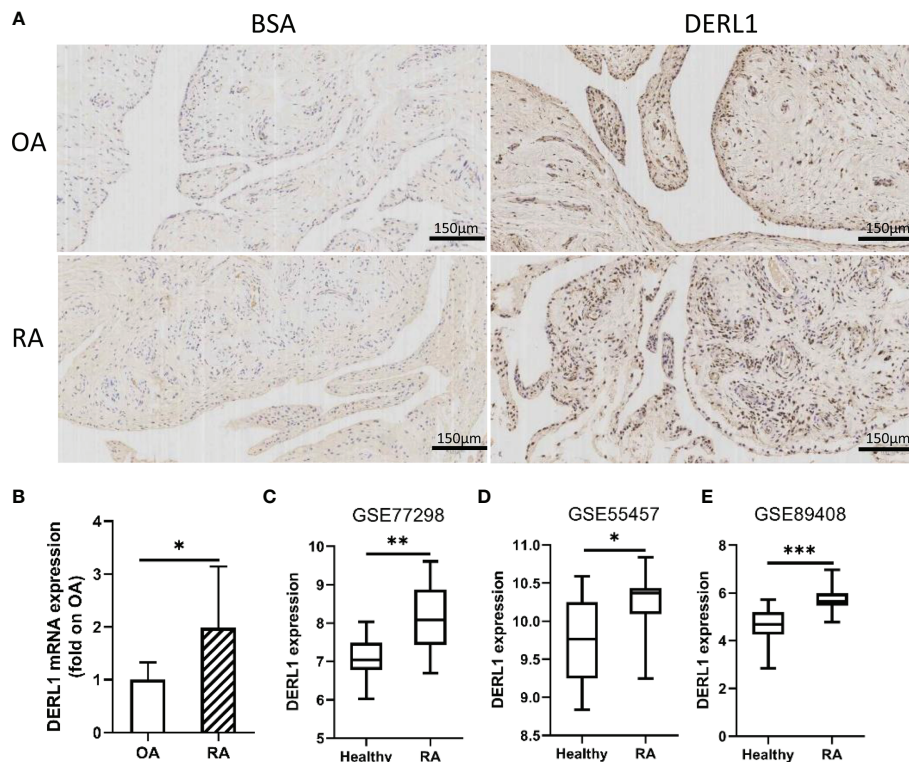 A
BSA
DERL1
OA
150μm
150μm
RA
150μm
150μm
B
DERL1 mRNA expression
(fold on OA)
4
3
2
1
0
*
OA
RA
C
GSE77298
DERL1 expression
10
9
8
7
6
5
**
Healthy
RA
D
GSE55457
DERL1 expression
11.0
10.5
10.0
9.5
9.0
8.5
*
Healthy
RA
E
GSE89408
DERL1 expression
8
6
4
2
0
***
Healthy
RA